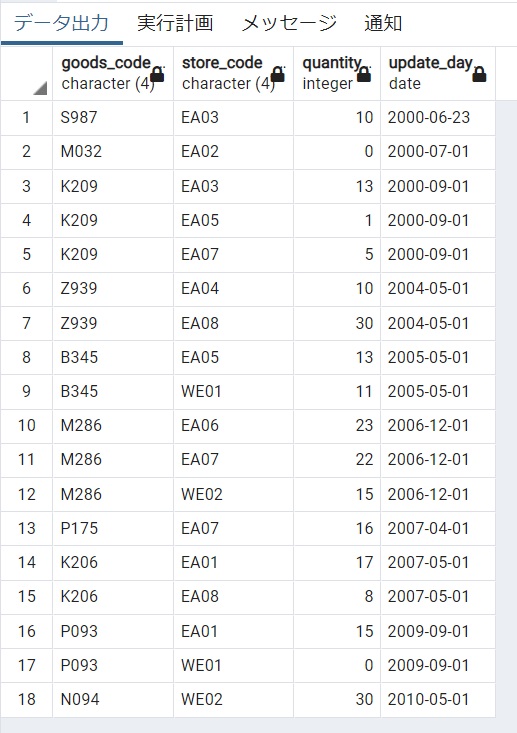 データ出力 実行計画 メッセージ 通知
goods_code store_code quantity update_day
character (4) character (4) integer date
1 S987 EA03 10 2000-06-23
2 M032 EA02 0 2000-07-01
3 K209 EA03 13 2000-09-01
4 K209 EA05 1 2000-09-01
5 K209 EA07 5 2000-09-01
6 Z939 EA04 10 2004-05-01
7 Z939 EA08 30 2004-05-01
8 B345 EA05 13 2005-05-01
9 B345 WE01 11 2005-05-01
10 M286 EA06 23 2006-12-01
11 M286 EA07 22 2006-12-01
12 M286 WE02 15 2006-12-01
13 P175 EA07 16 2007-04-01
14 K206 EA01 17 2007-05-01
15 K206 EA08 8 2007-05-01
16 P093 EA01 15 2009-09-01
17 P093 WE01 0 2009-09-01
18 N094 WE02 30 2010-05-01